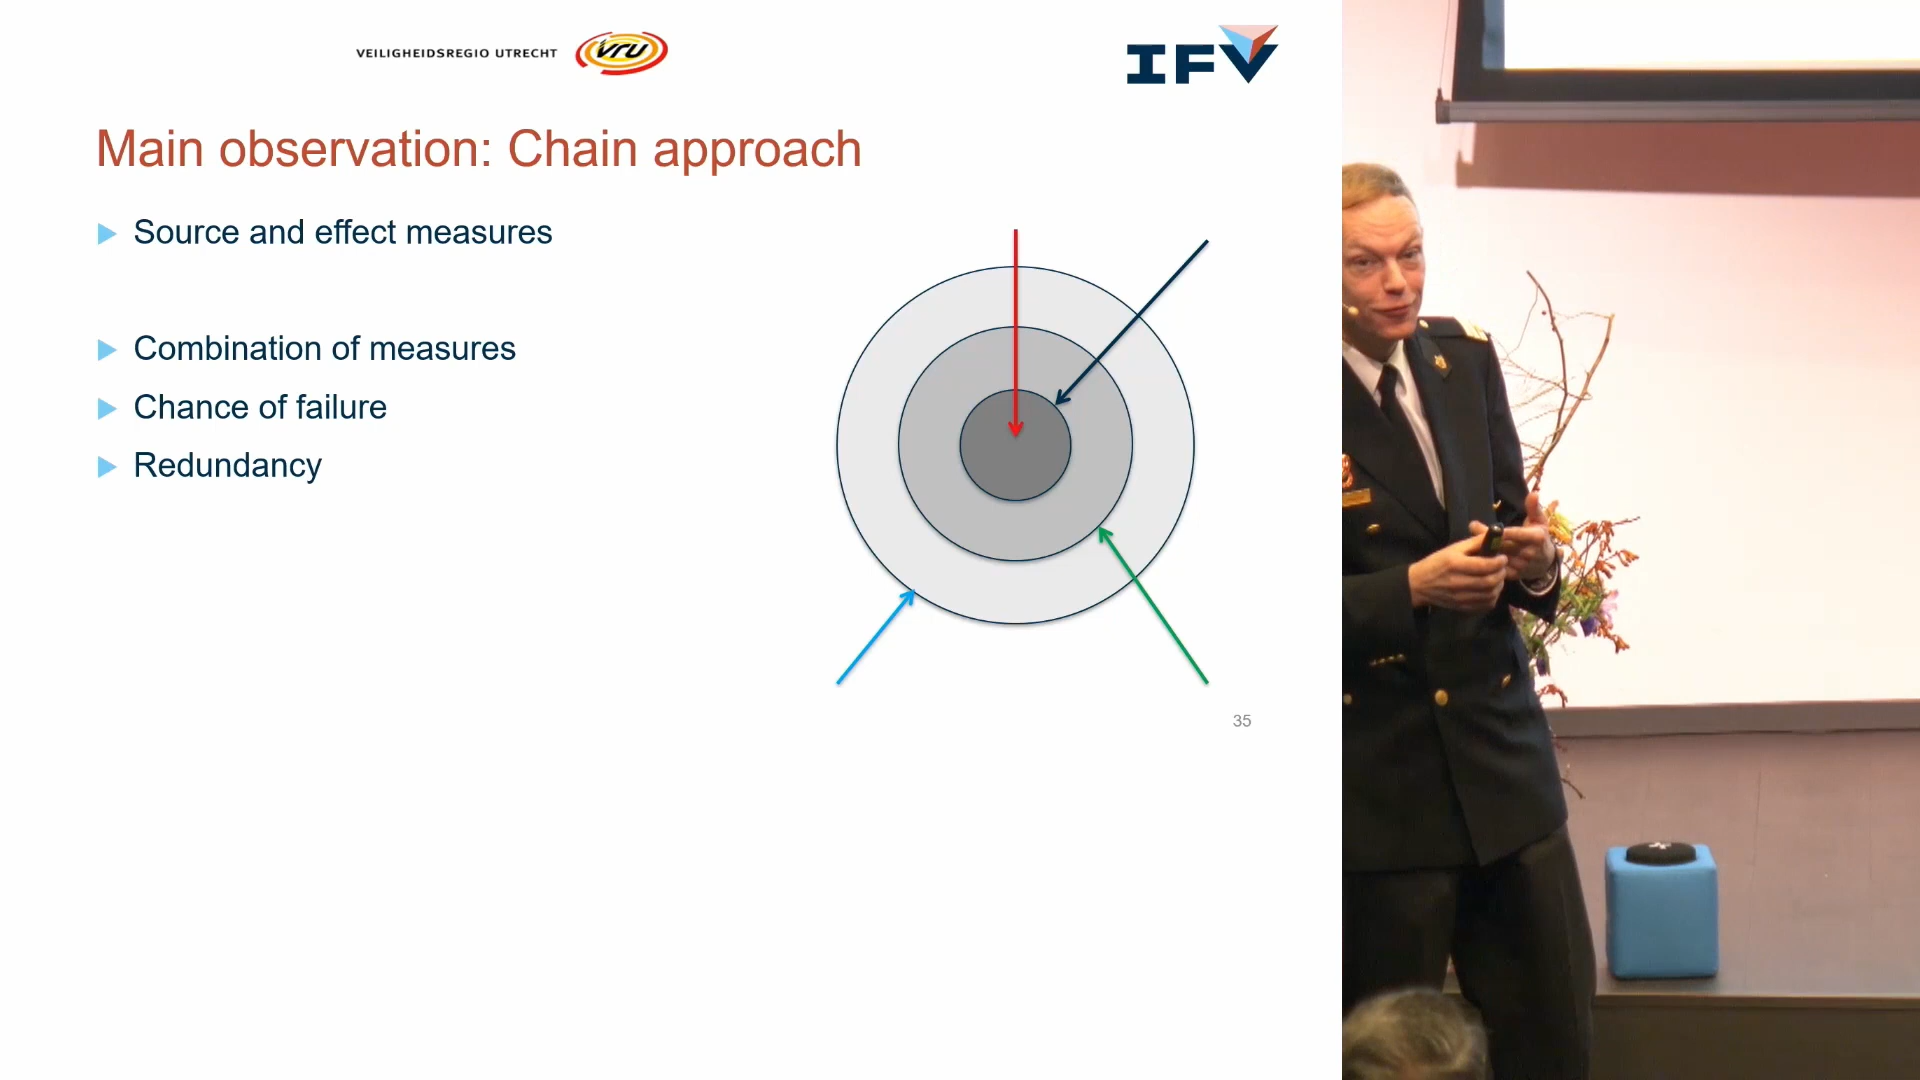 VEILIGHEIDSREGIO UTRECHT
vru
IFV
Main observation: Chain approach
Source and effect measures
Combination of measures
Chance of failure
Redundancy
35